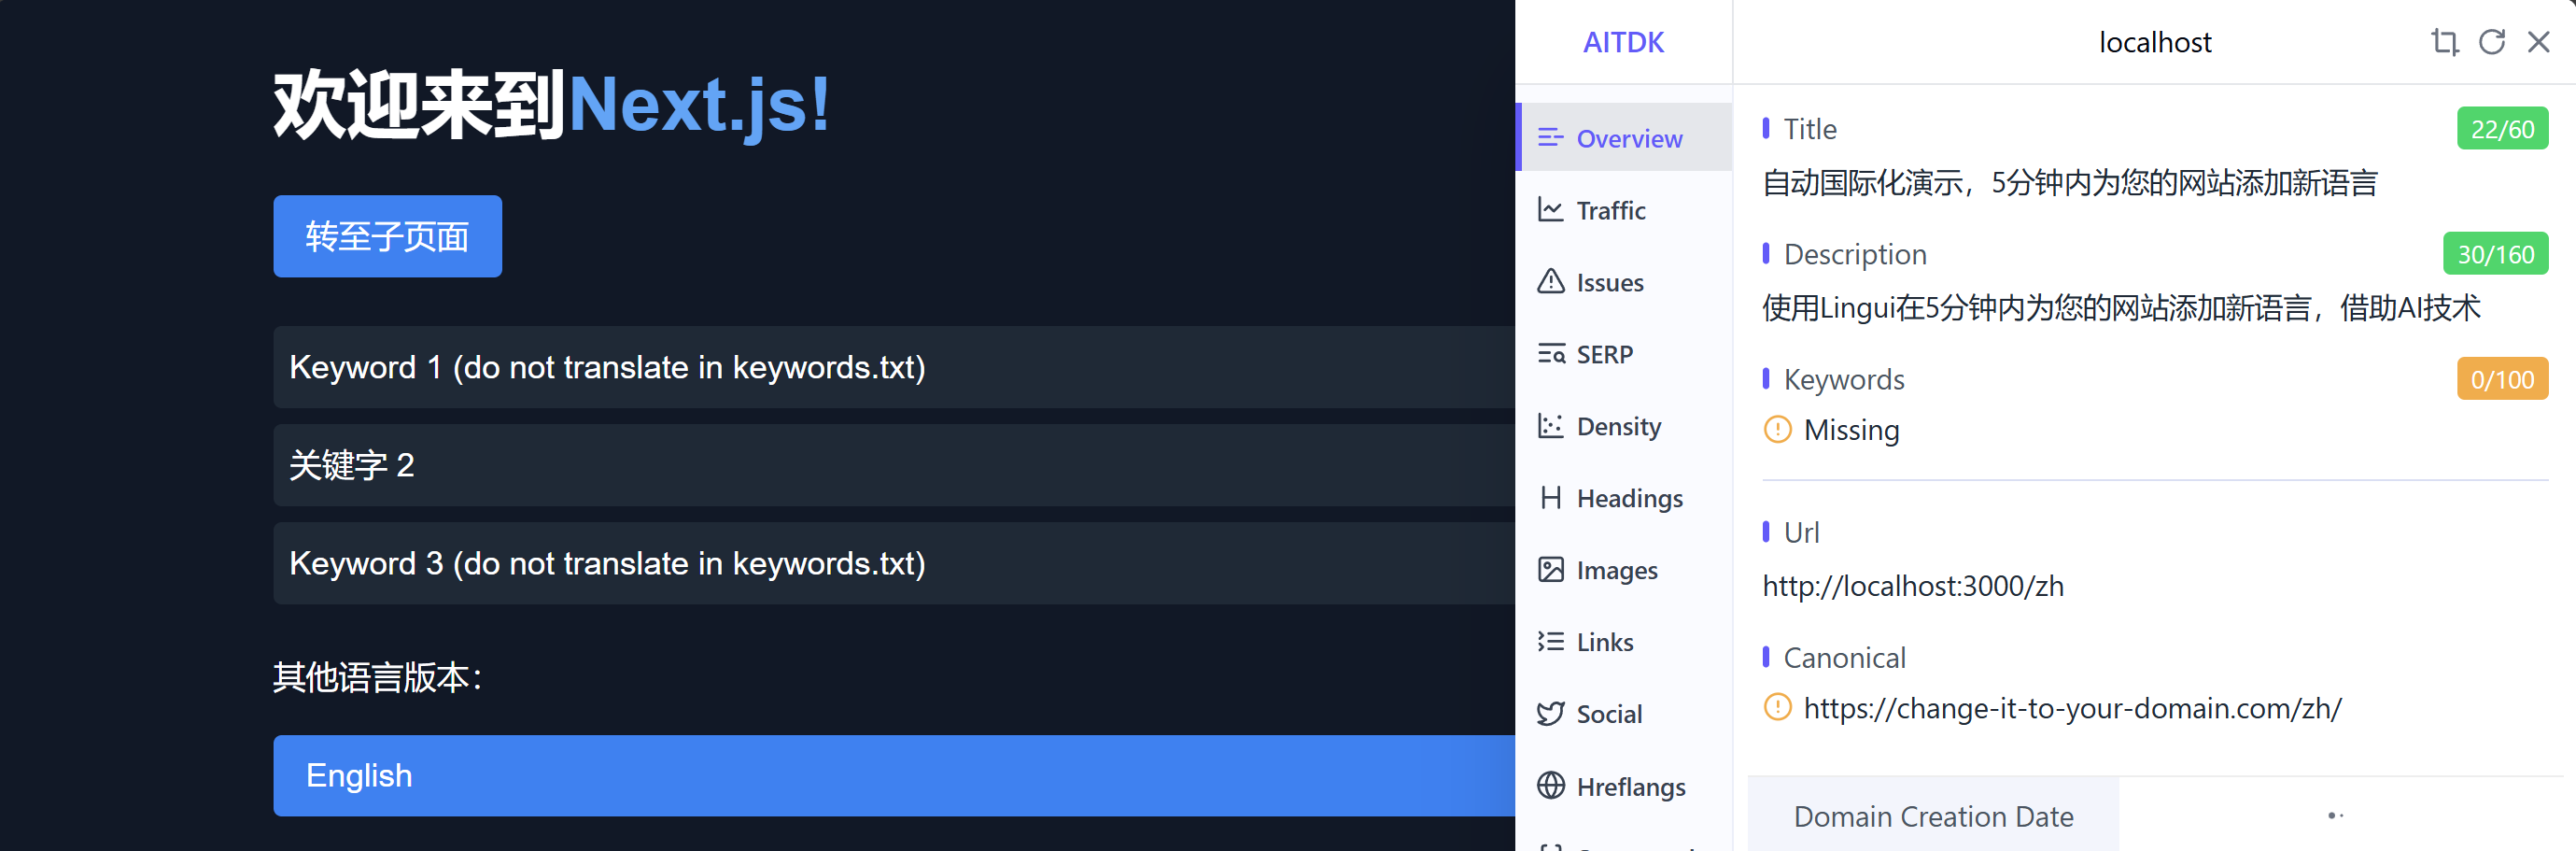 欢迎来到Next.js!
转至子页面
Keyword 1 (do not translate in keywords.txt)
关键字 2
Keyword 3 (do not translate in keywords.txt)
其他语言版本：
English
AITDK
localhost
Overview
Traffic
Issues
SERP
Density
Headings
Images
Links
Social
Hreflangs
Title
22/60
自动国际化演示，5分钟内为您的网站添加新语言
Description
30/160
使用Lingui在5分钟内为您的网站添加新语言，借助AI技术
Keywords
0/100
Missing
Url
http://localhost:3000/zh
Canonical
https://change-it-to-your-domain.com/zh/
Domain Creation Date